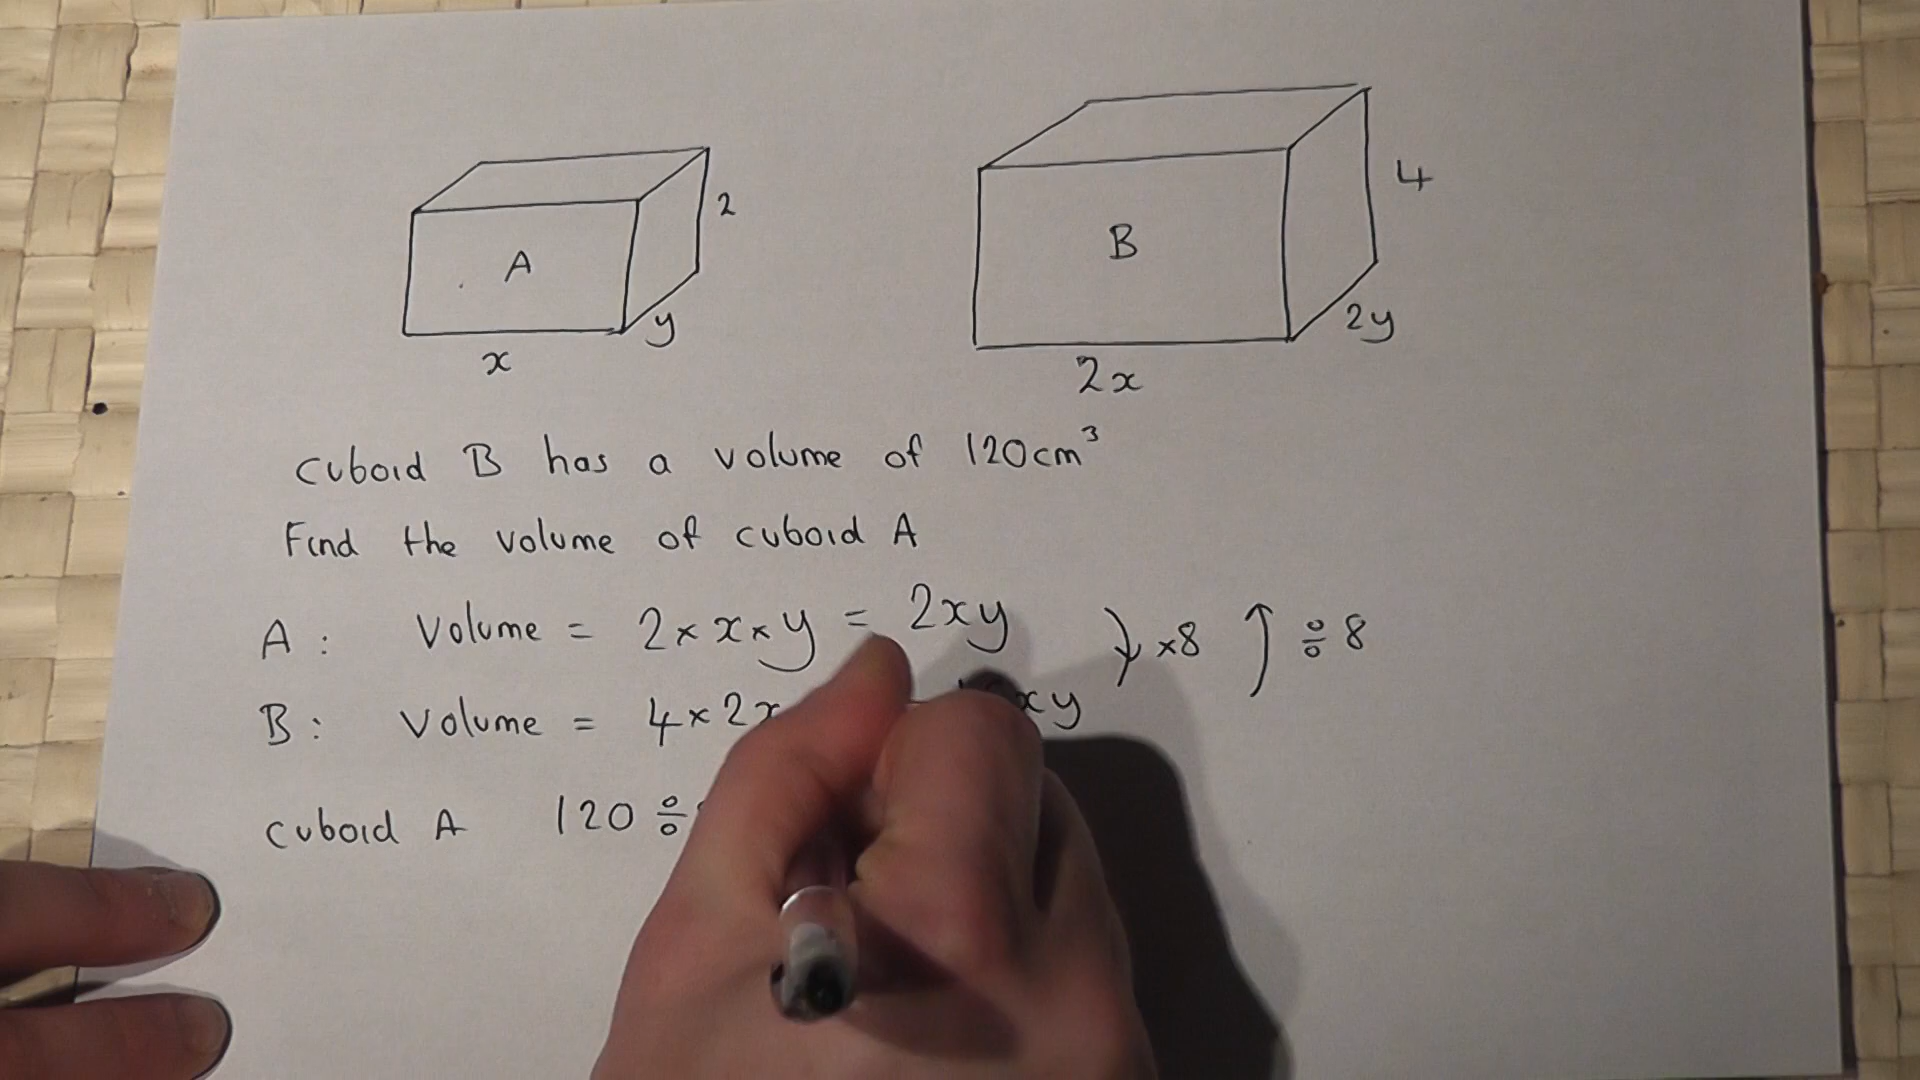 A
2
y
x
B
4
2y
2x
Cuboid B has a volume of 120cm³
Find the volume of cuboid A
A : Volume = 2 × x × y = 2xy ×8 ÷ 8
B : Volume = 4 × 2x xy
Cuboid A 120 ÷